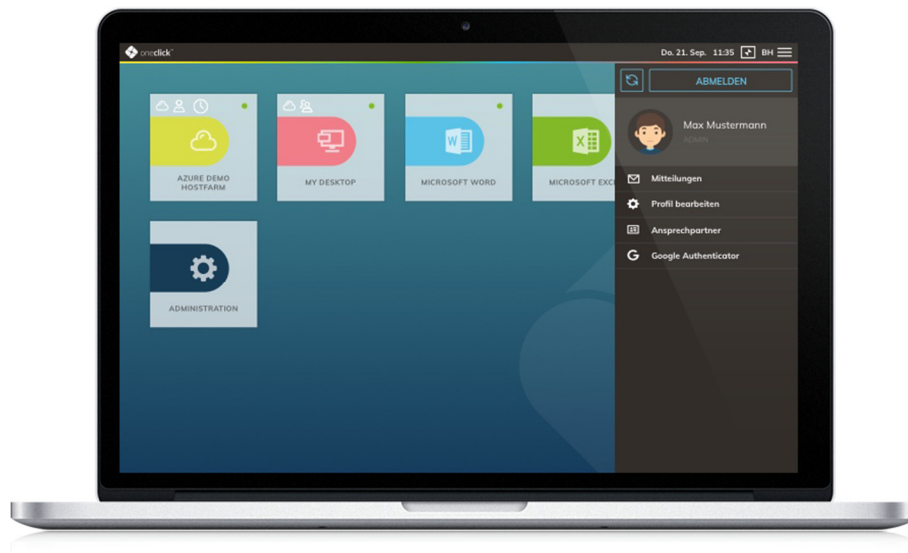 oneclick™
Do. 21. Sep. 11:35 BH
ABMELDEN
Max Mustermann
ADMIN
AZURE DEMO
HOSTFARM
MY DESKTOP
MICROSOFT WORD
MICROSOFT EXC
ADMINISTRATION
Mitteilungen
Profil bearbeiten
Ansprechpartner
Google Authenticator